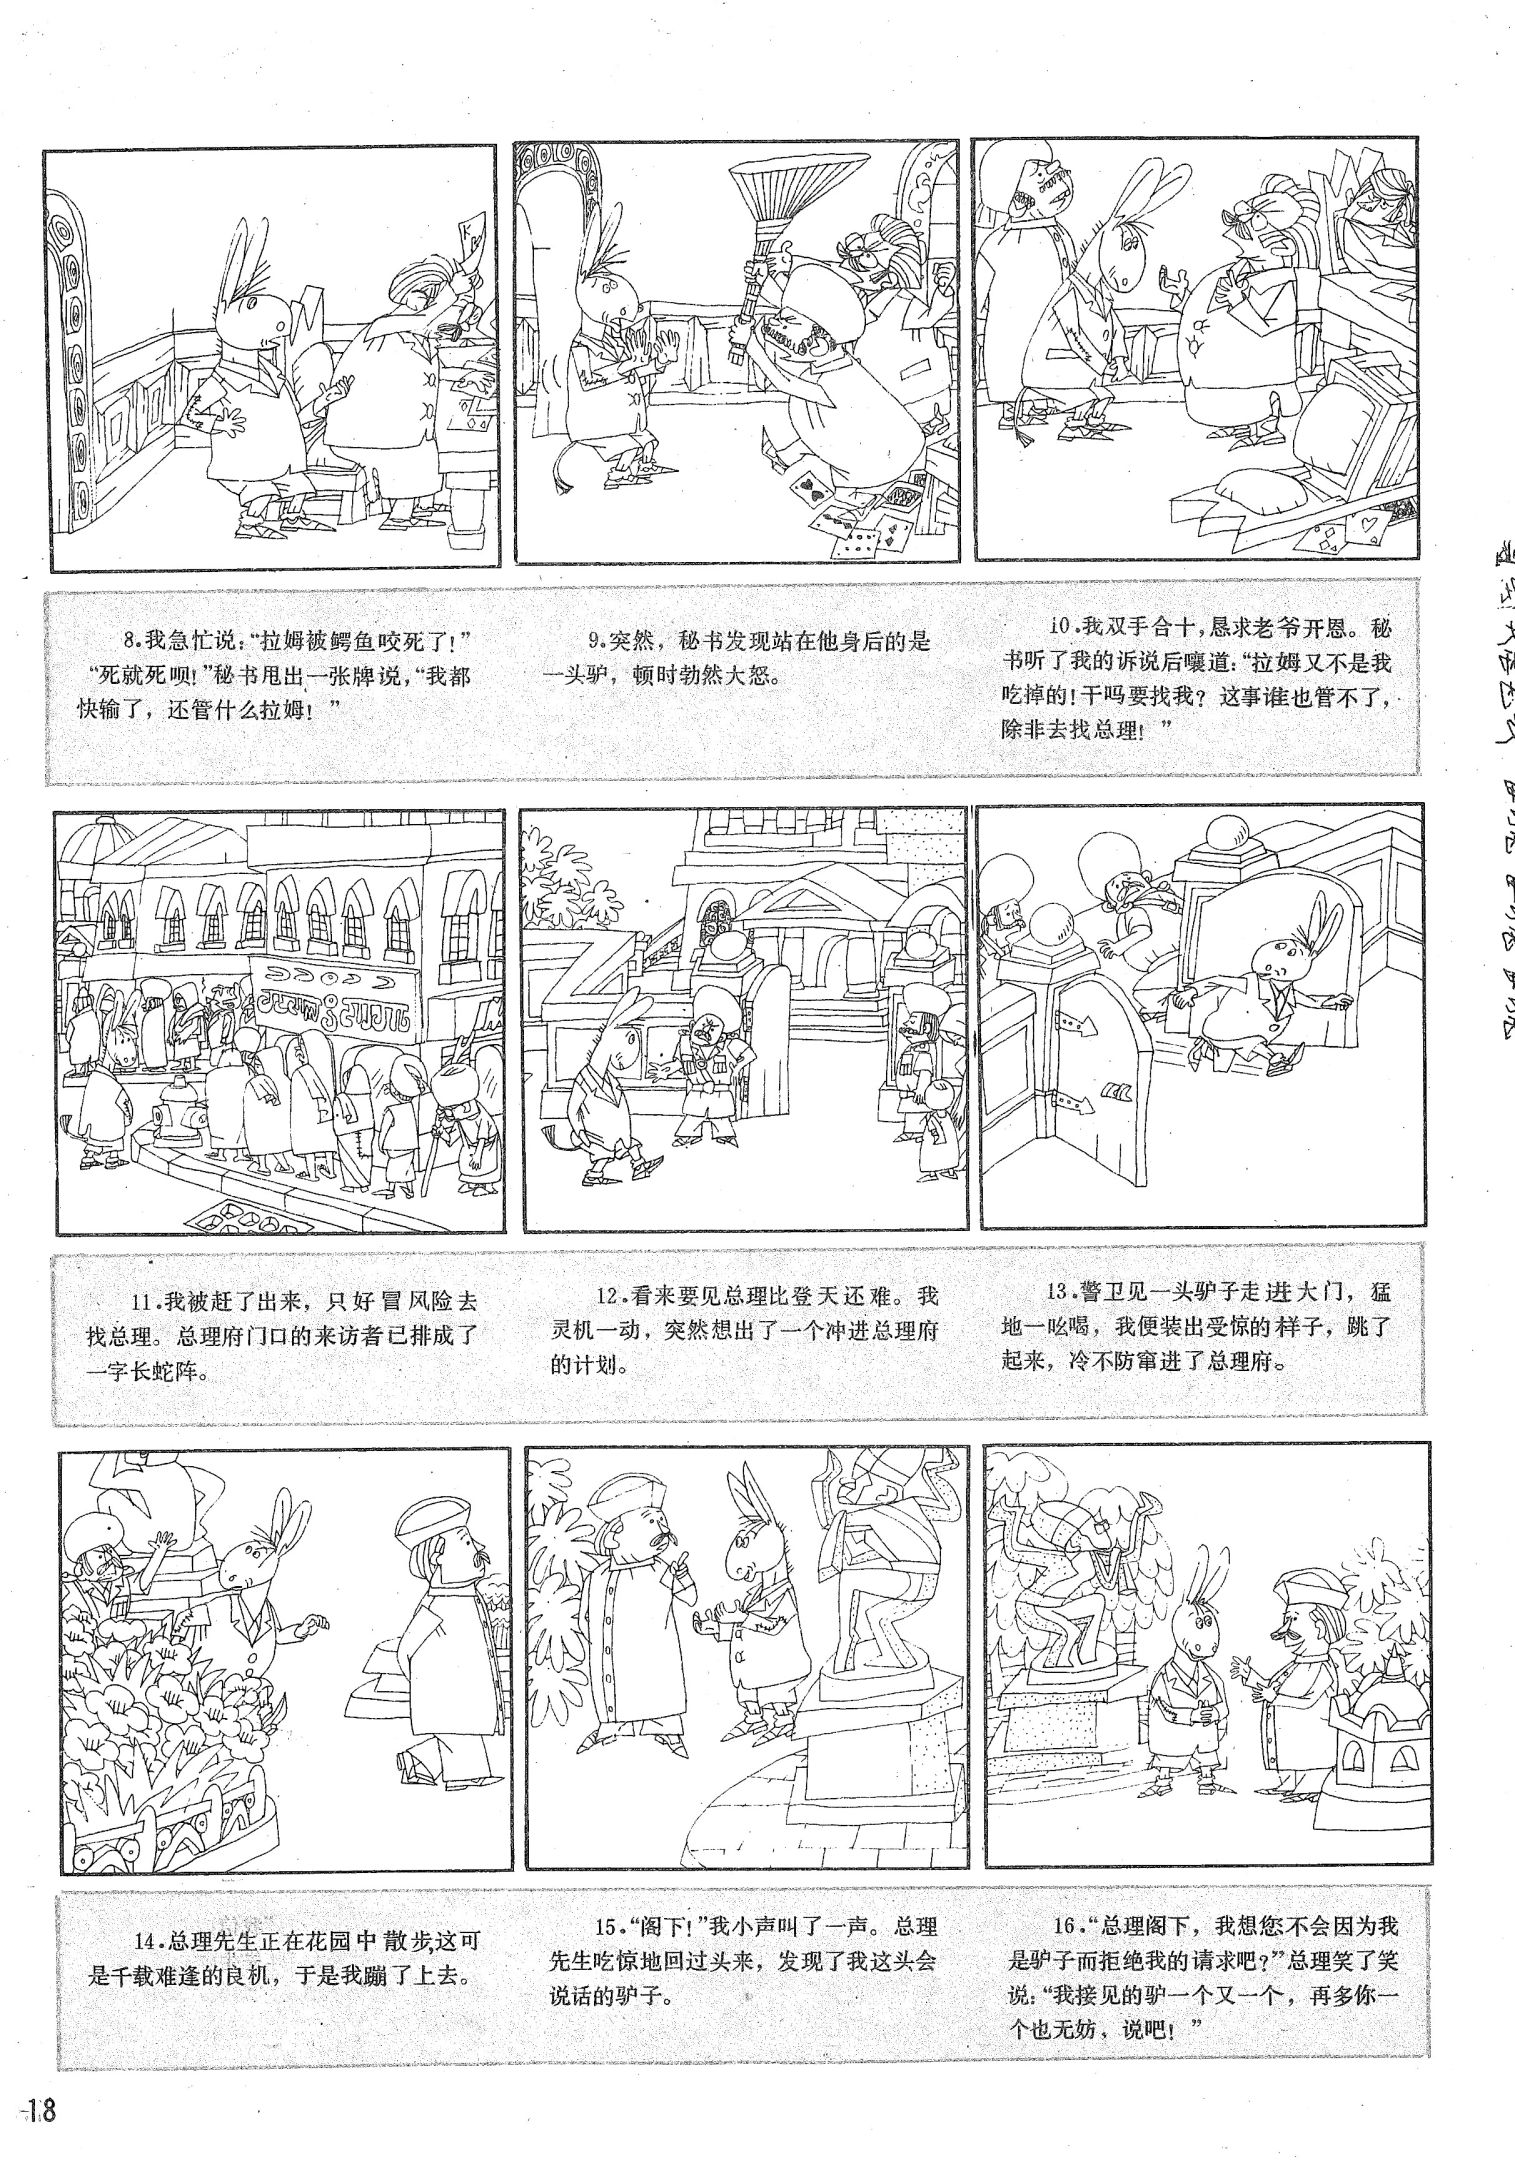 8.我急忙说:“拉姆被鳄鱼咬死了!”
“死就死呗!”秘书甩出一张牌说,“我都
快输了,还管什么拉姆!”
9.突然,秘书发现站在他身后的是
一头驴,顿时勃然大怒。
10.我双手合十,恳求老爷开恩。秘
书听了我的诉说后嚷道:“拉姆又不是我
吃掉的!干吗要找我?这事谁也管不了,
除非去找总理!”
11.我被赶了出来,只好冒风险去
找总理。总理府门口的来访者已排成了
一字长蛇阵。
12.看来要见总理比登天还难。我
灵机一动,突然想出了一个冲进总理府
的计划。
13.警卫见一头驴子走进大门,猛
地一吆喝,我便装出受惊的样子,跳了
起来,冷不防窜进了总理府。
14.总理先生正在花园中散步,这可
是千载难逢的良机,于是我蹦了上去。
15.“阁下!”我小声叫了一声。总理
先生吃惊地回过头来,发现了我这头会
说话的驴子。
16.“总理阁下,我想您不会因为我
是驴子而拒绝我的请求吧?”总理笑了笑
说:“我接见的驴一个又一个,再多你一
个也无妨,说吧!”
18